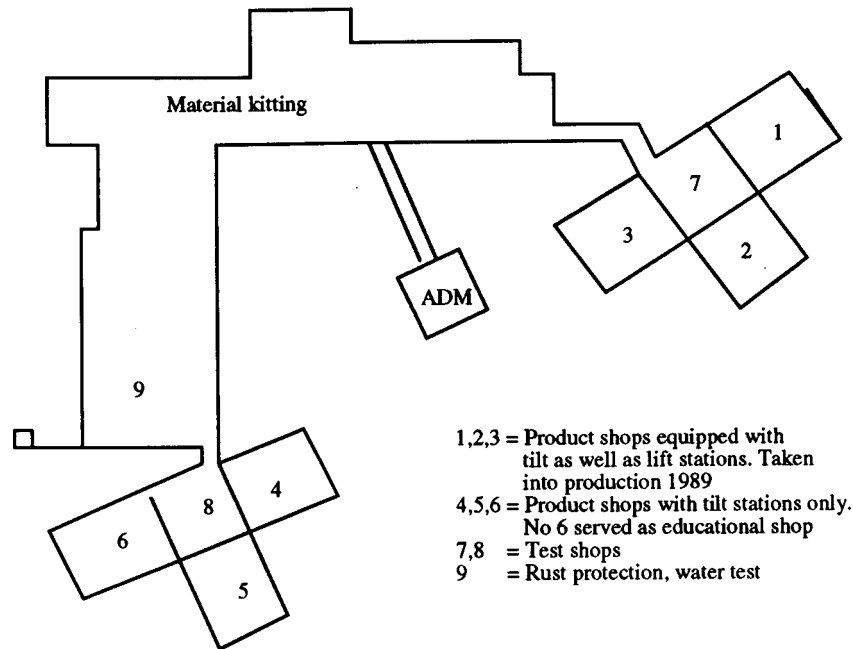 Material kitting
1
7
3
2
ADM
9
4
8
6
5
1,2,3 = Product shops equipped with
tilt as well as lift stations. Taken
into production 1989
4,5,6 = Product shops with tilt stations only.
No 6 served as educational shop
7,8 = Test shops
9 = Rust protection, water test